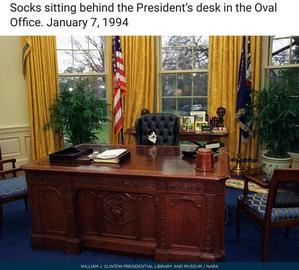 Socks sitting behind the President's desk in the Oval
Office. January 7, 1994
WILLIAM J. CLINTON PRESIDENTIAL LIBRARY AND MUSEUM / NARA